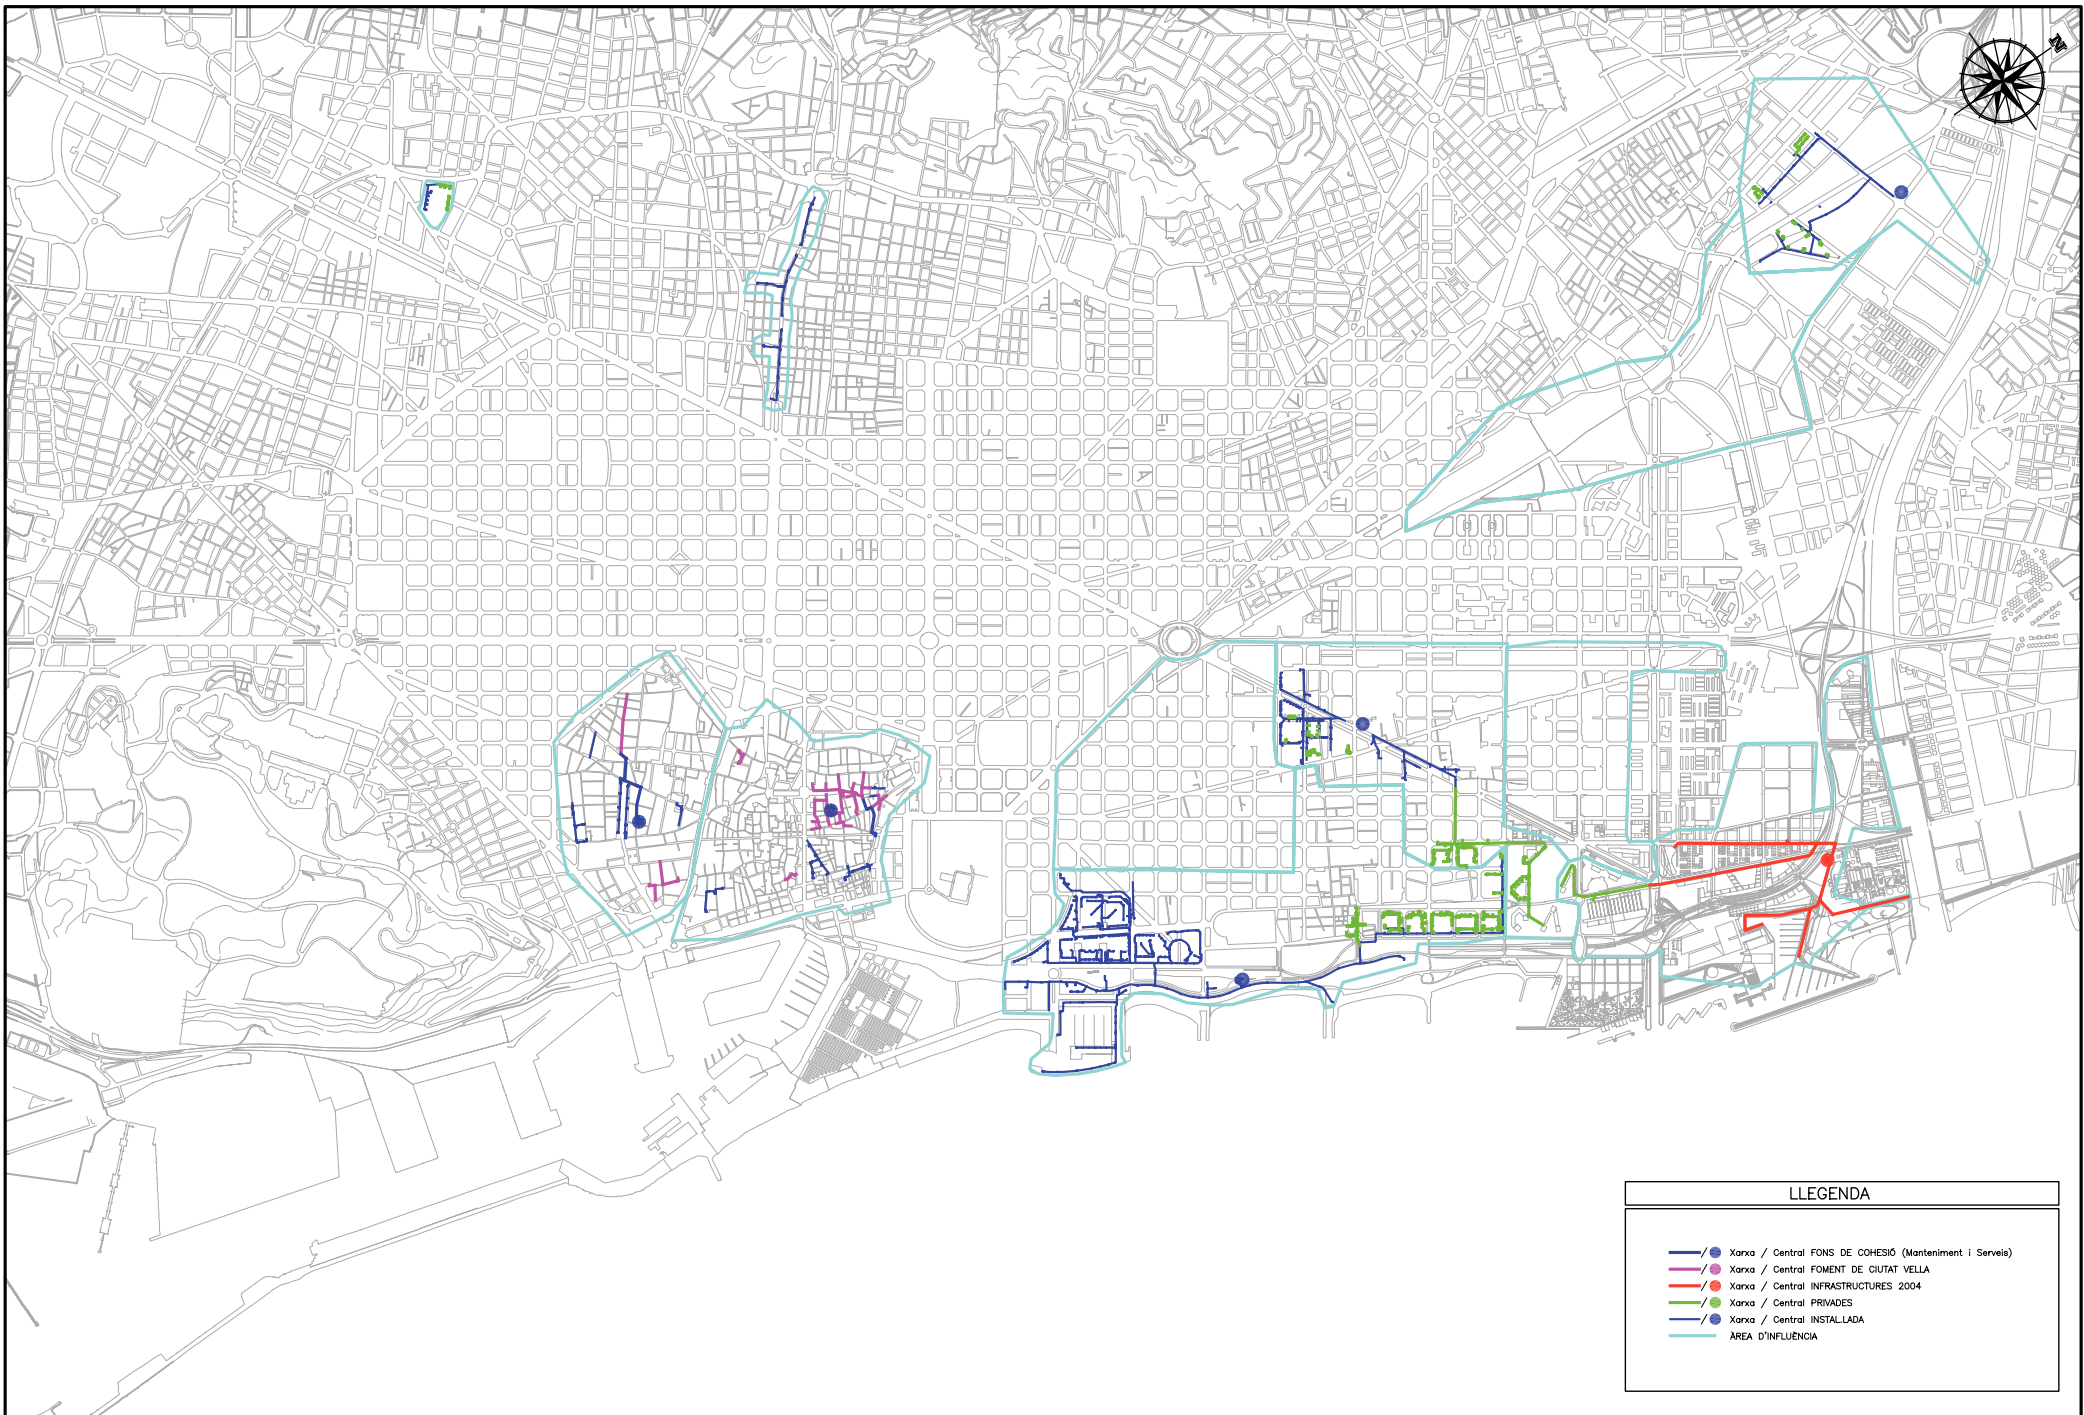 N
LLEGENDA
/ Xarxa / Central FONS DE COHESIÓ (Manteniment i Serveis)
/ Xarxa / Central FOMENT DE CIUTAT VELLA
/ Xarxa / Central INFRASTRUCTURES 2004
/ Xarxa / Central PRIVADES
/ Xarxa / Central INSTAL.LADA
ÀREA D'INFLUÈNCIA